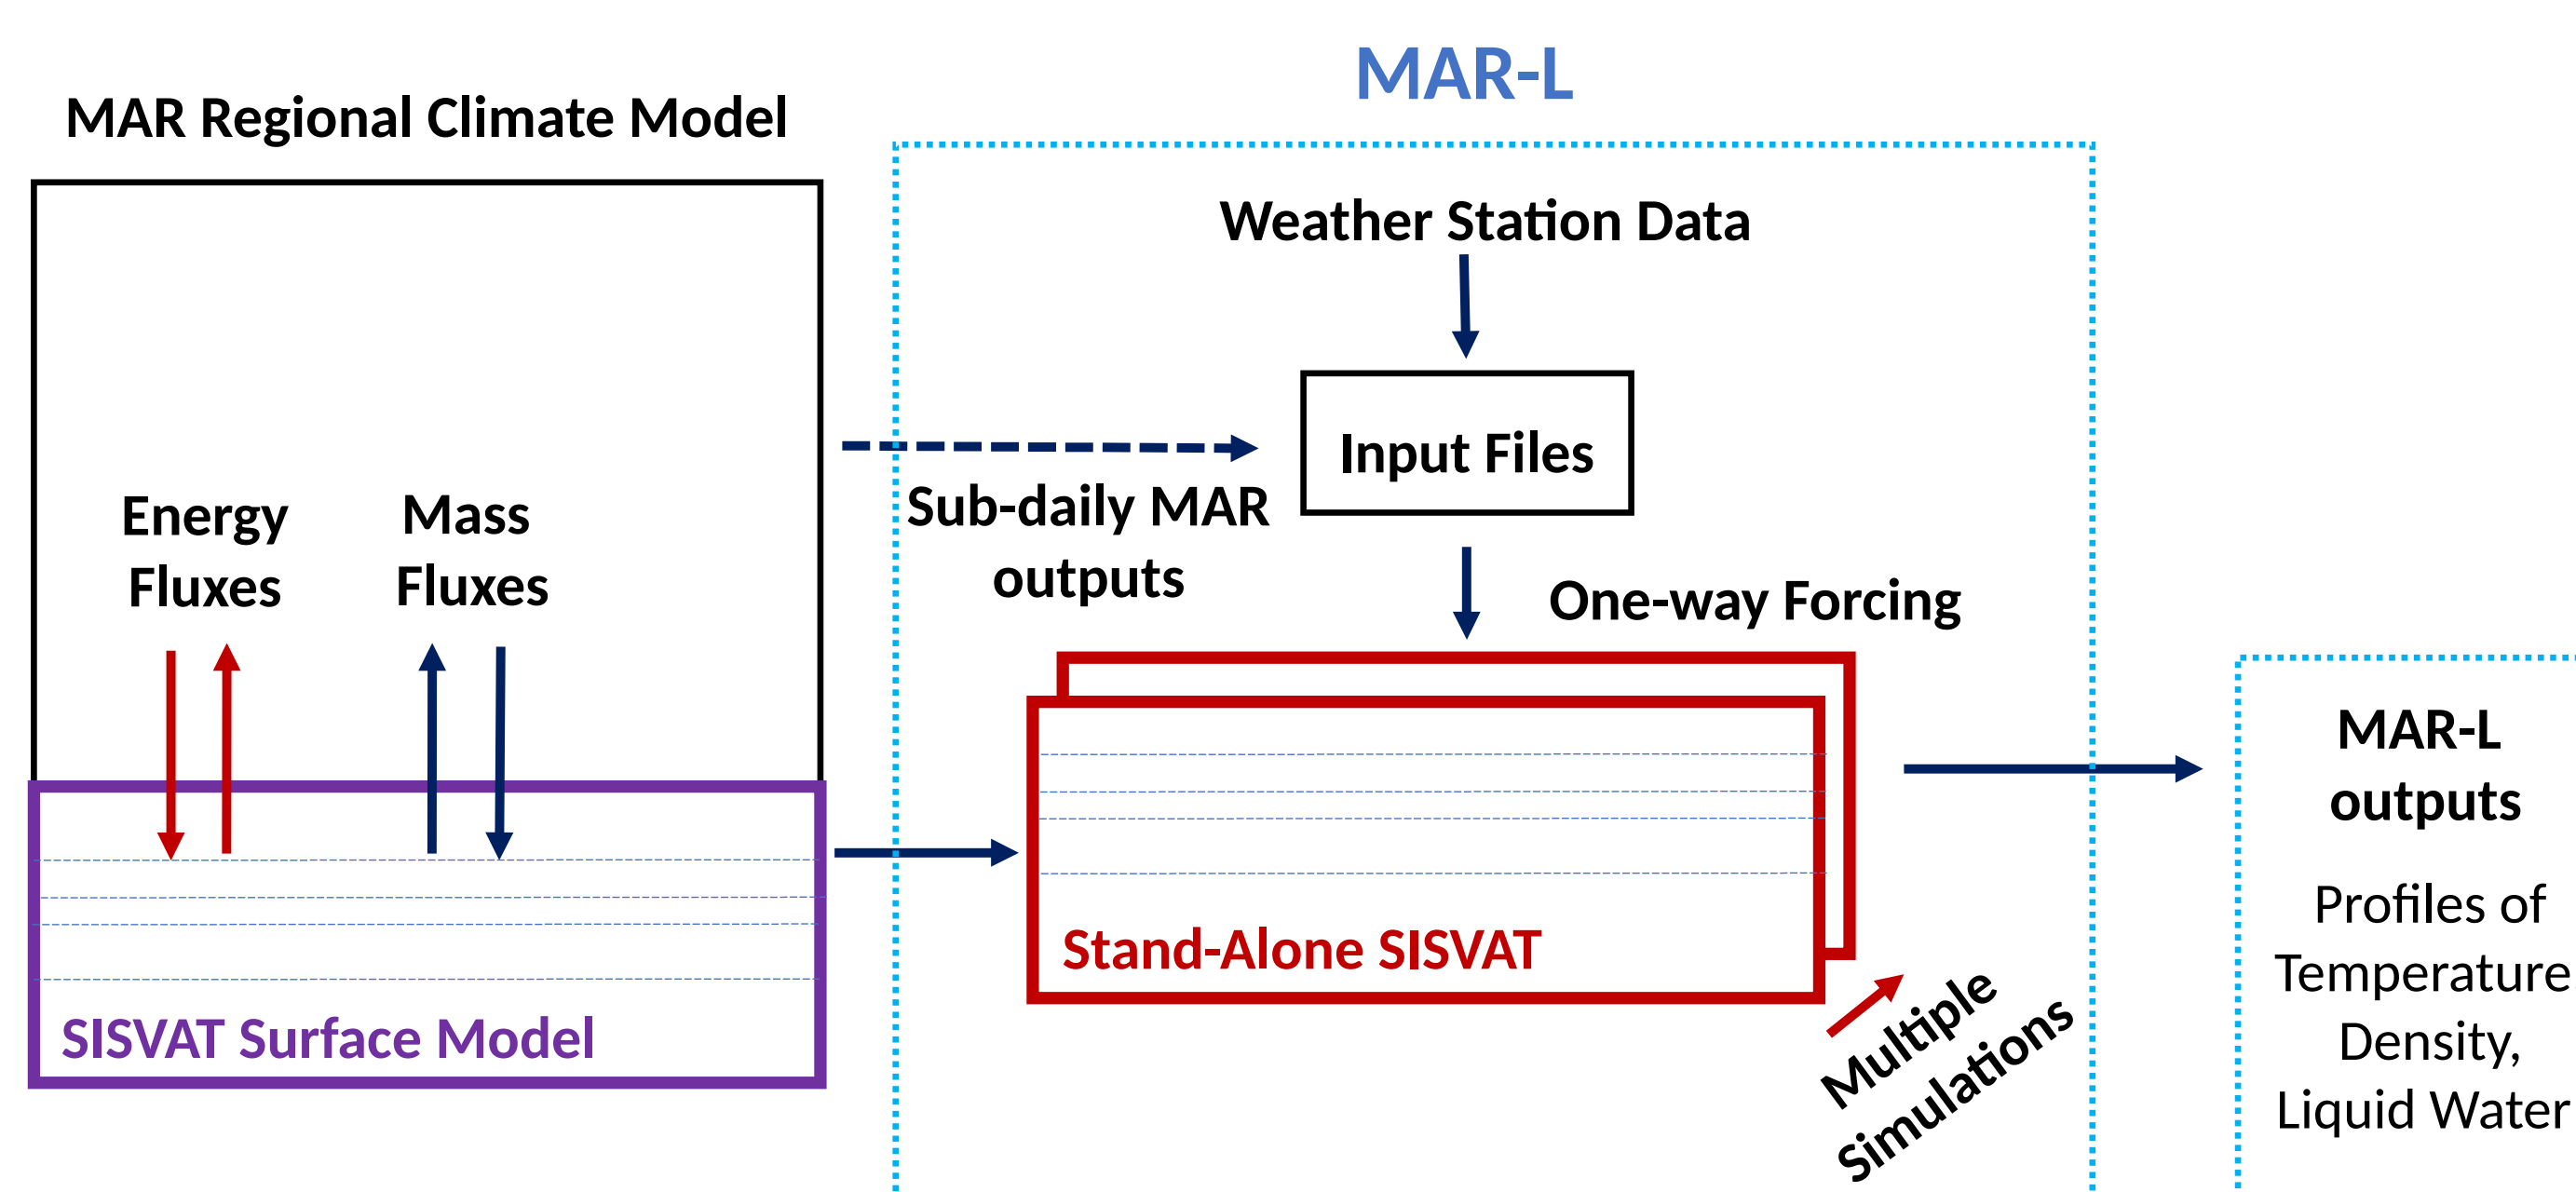 MAR-L
MAR Regional Climate Model
Weather Station Data
Input Files
Sub-daily MAR
outputs
Energy
Fluxes
Mass
Fluxes
One-way Forcing
SISVAT Surface Model
Stand-Alone SISVAT
Multiple
Simulations
MAR-L
outputs
Profiles of
Temperature
Density,
Liquid Water